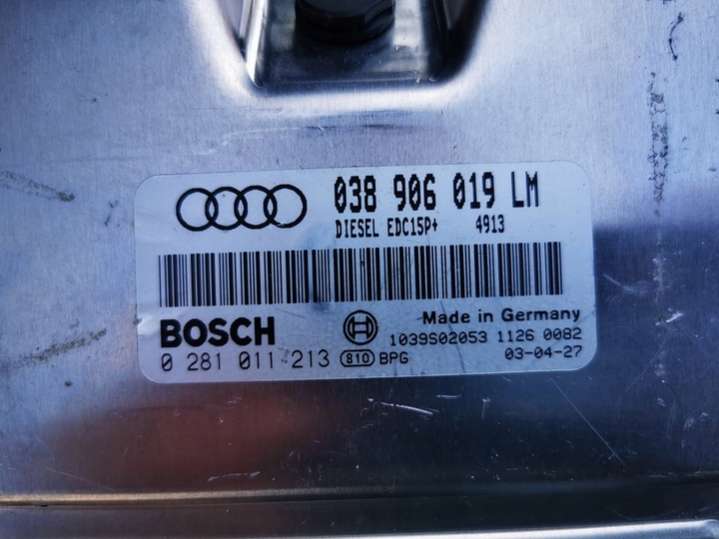 038 906 019 LM
DIESEL EDC15P+ 4913
BOSCH
Made in Germany
1039S02053 1126 0082
0 281 011 213 810 BPG 03-04-27